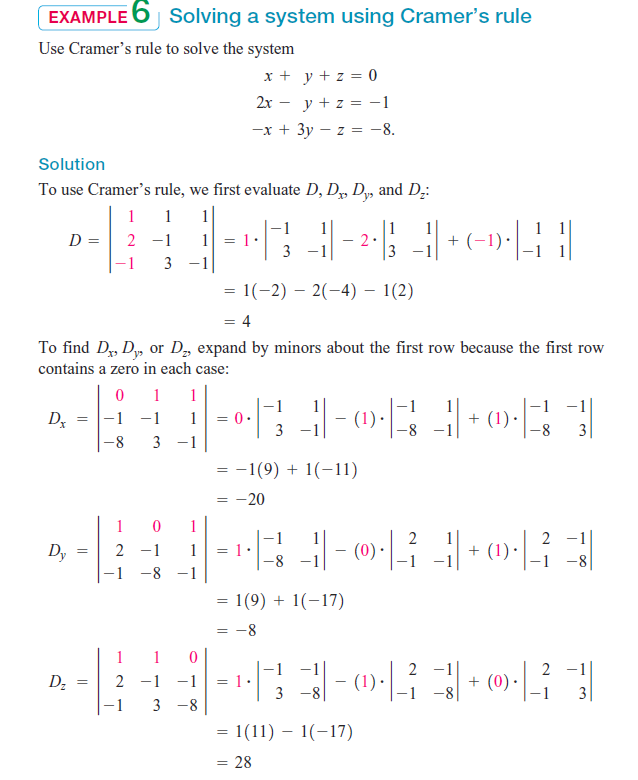 EXAMPLE 6 Solving a system using Cramer's rule
Use Cramer's rule to solve the system
x + y + z = 0
2x − y + z = −1
−x + 3y − z = −8.
Solution
To use Cramer's rule, we first evaluate D, Dx, Dy, and Dz:
D = | 1 1 1 | = 1 · | −1 1 | − 2 · | 1 1 | + (−1) · | 1 1 |
| 2 −1 1 | | 3 −1 | | 3 −1 | | −1 1 |
| −1 3 −1 |
= 1(−2) − 2(−4) − 1(2)
= 4
To find Dx, Dy, or Dz, expand by minors about the first row because the first row
contains a zero in each case:
Dx = | 0 1 1 | = 0 · | −1 1 | − (1) · | −1 1 | + (1) · | −1 −1 |
| −1 −1 1 | | 3 −1 | | −8 −1 | | −8 3 |
| −8 3 −1 |
= −1(9) + 1(−11)
= −20
Dy = | 1 0 1 | = 1 · | −1 1 | − (0) · | 2 1 | + (1) · | 2 −1 |
| 2 −1 1 | | −8 −1 | | −1 −1 | | −1 −8 |
| −1 −8 −1 |
= 1(9) + 1(−17)
= −8
Dz = | 1 1 0 | = 1 · | −1 −1 | − (1) · | 2 −1 | + (0) · | 2 −1 |
| 2 −1 −1 | | 3 −8 | | −1 −8 | | −1 3 |
| −1 3 −8 |
= 1(11) − 1(−17)
= 28